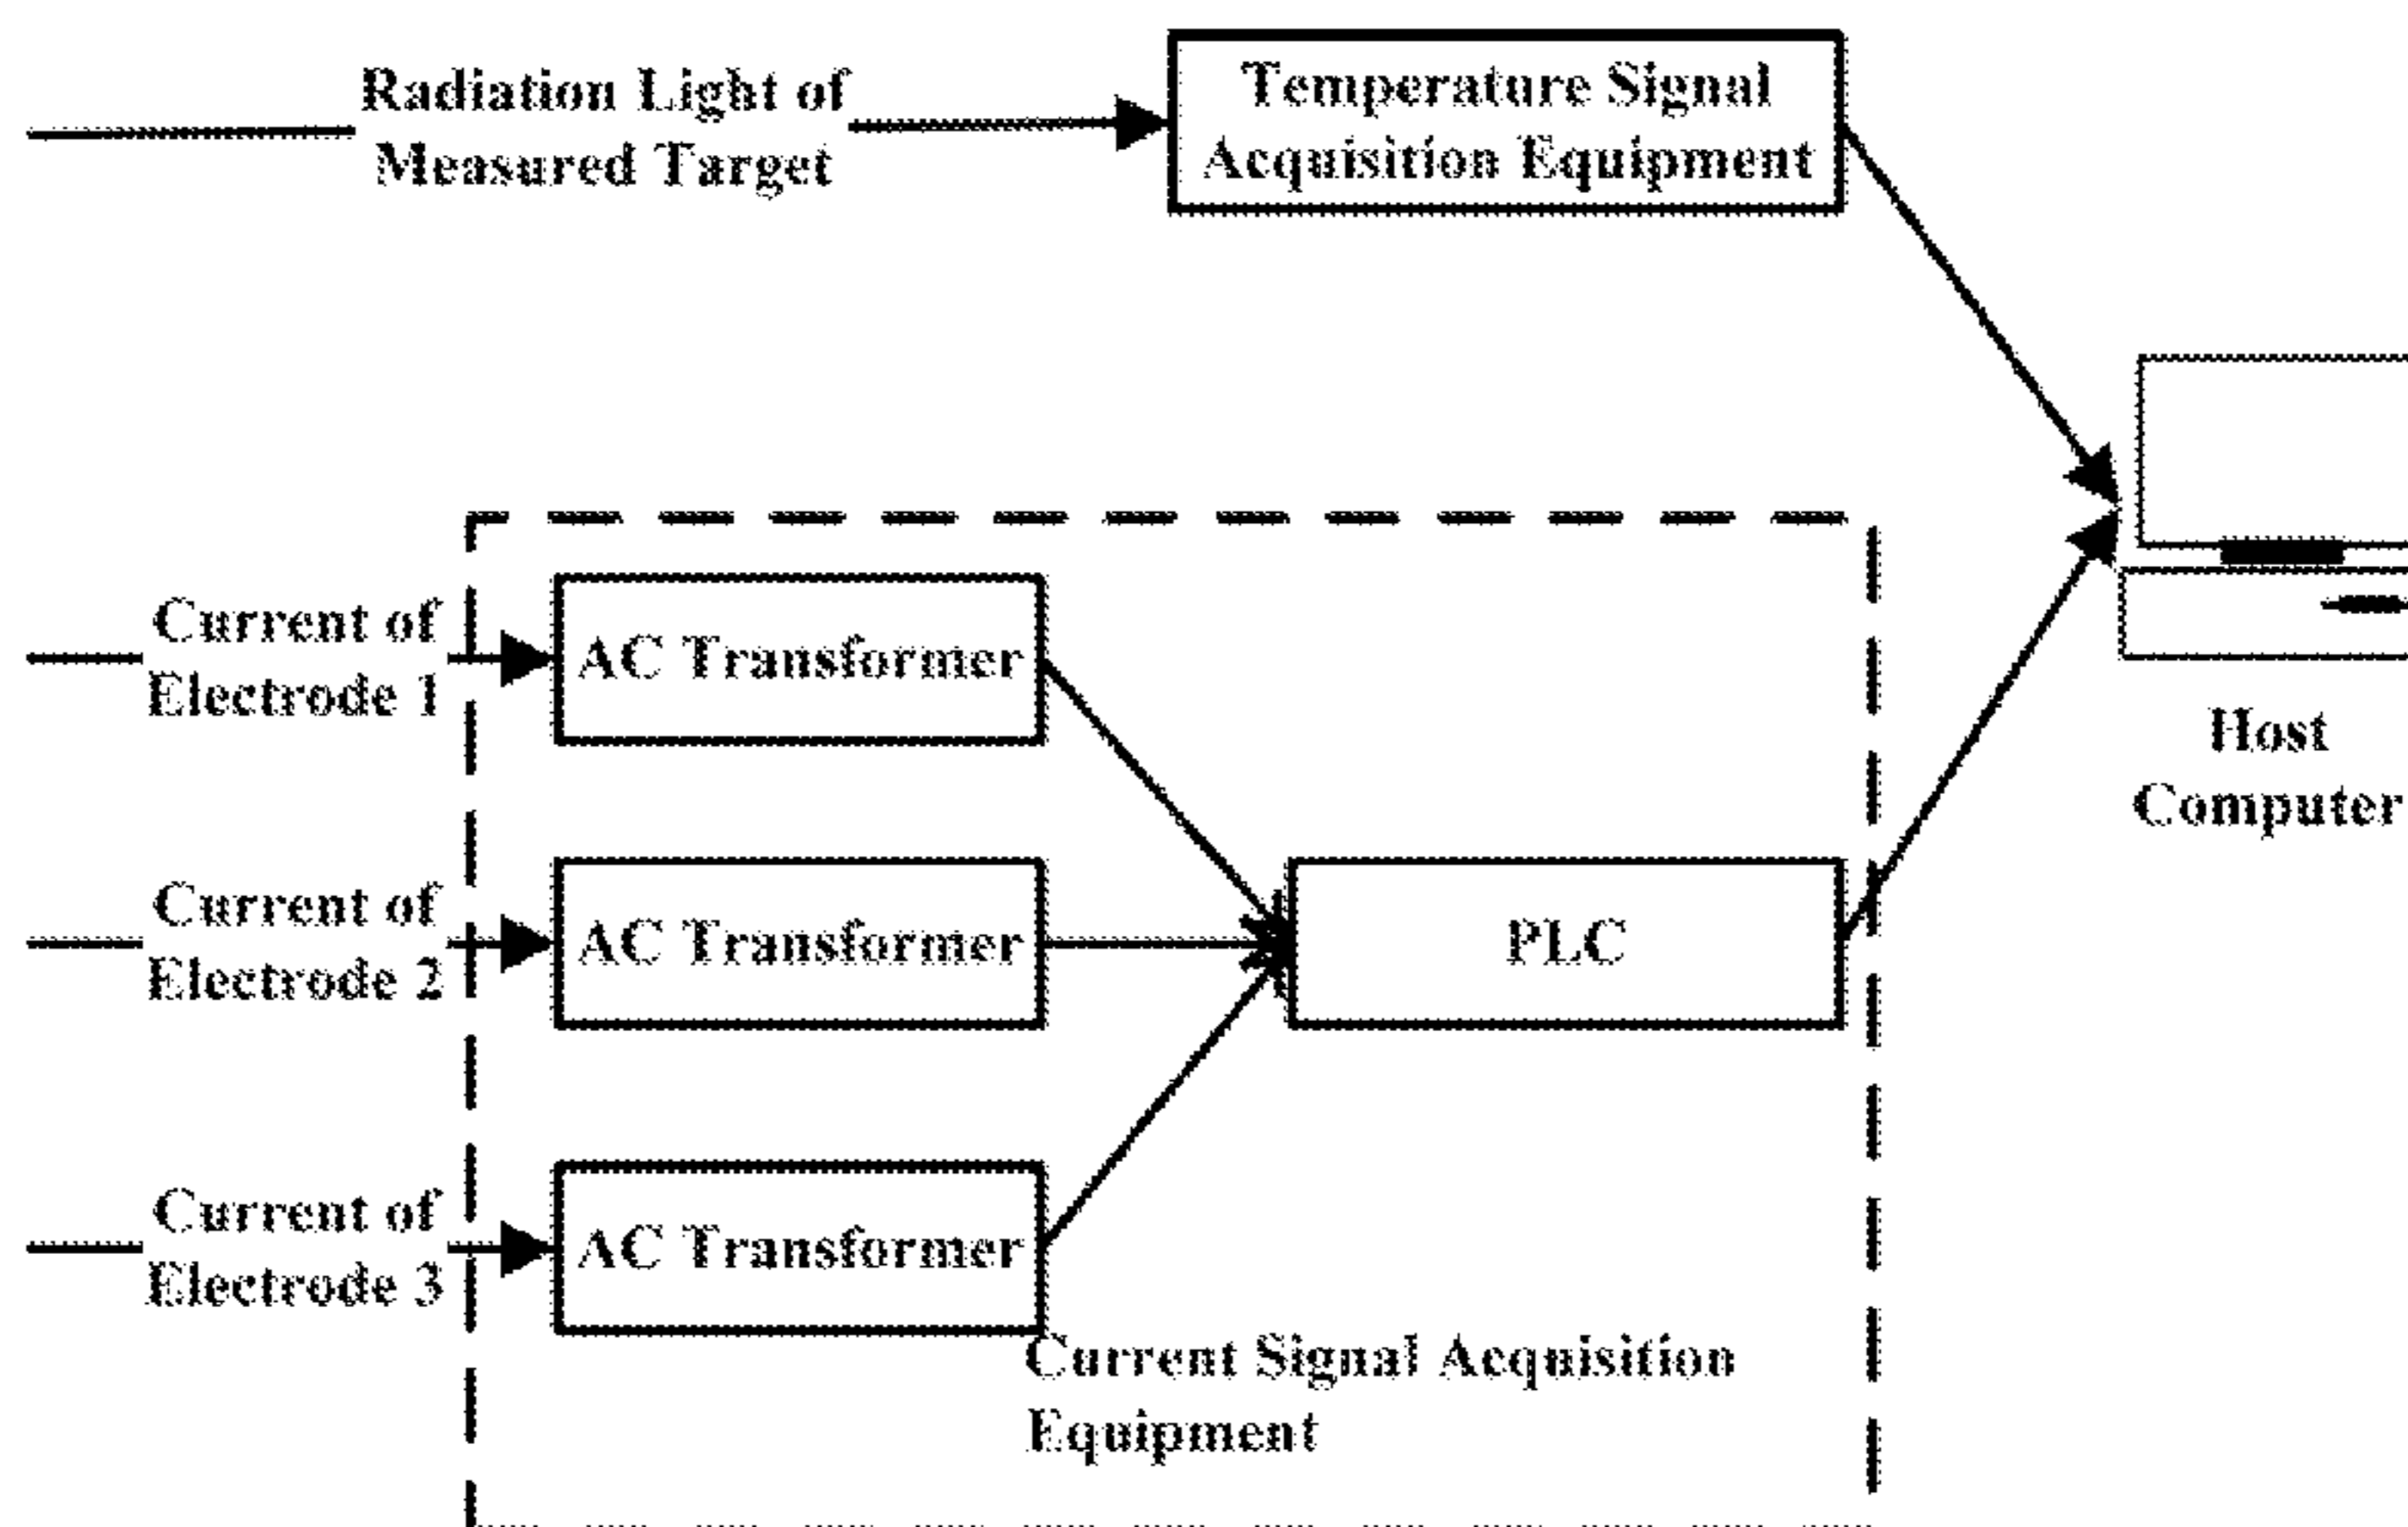 Radiation Light of
Measured Target
Temperature Signal
Acquisition Equipment
Current of
Electrode 1
AC Transformer
Host
Computer
Current of
Electrode 2
AC Transformer
PLC
Current of
Electrode 3
AC Transformer
Current Signal Acquisition
Equipment